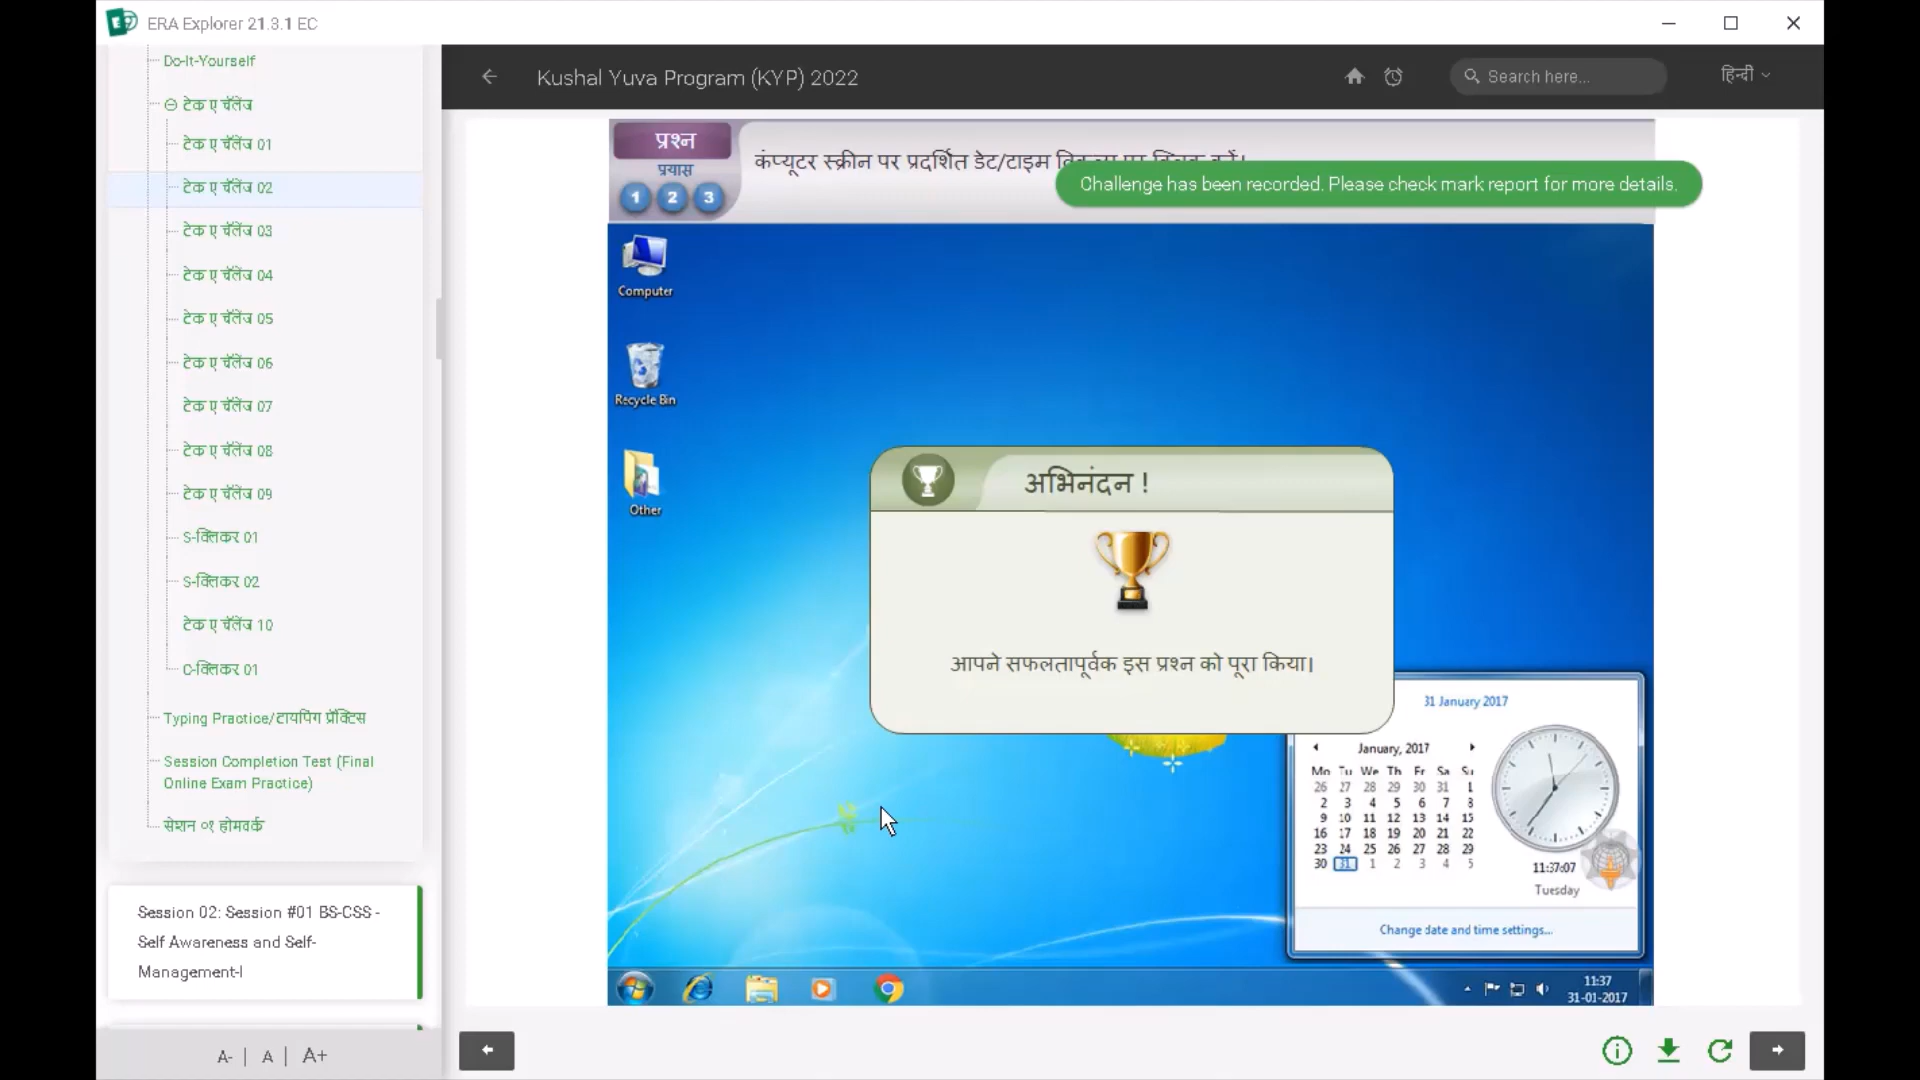 ERA Explorer 21.3.1 EC
Do-It-Yourself
टेक ए चॅलेंज
टेक ए चॅलेंज 01
टेक ए चॅलेंज 02
टेक ए चॅलेंज 03
टेक ए चॅलेंज 04
टेक ए चॅलेंज 05
टेक ए चॅलेंज 06
टेक ए चॅलेंज 07
टेक ए चॅलेंज 08
टेक ए चॅलेंज 09
S-क्लिकर 01
S-क्लिकर 02
टेक ए चॅलेंज 10
C-क्लिकर 01
Typing Practice/टायपिंग प्रॅक्टिस
Session Completion Test (Final
Online Exam Practice)
सेशन ०१ होमवर्क
Session 02: Session #01 BS-CSS -
Self Awareness and Self-
Management-I
A- | A | A+
Kushal Yuva Program (KYP) 2022
Search here...
हिन्दी
प्रश्न
प्रयास
1 2 3
कंप्यूटर स्क्रीन पर प्रदर्शित डेट/टाइम
Challenge has been recorded. Please check mark report for more details.
Computer
Recycle Bin
Other
अभिनंदन !
आपने सफलतापूर्वक इस प्रश्न को पूरा किया।
31 January 2017
January, 2017
Mo Tu We Th Fr Sa Su
26 27 28 29 30 31 1
2 3 4 5 6 7 8
9 10 11 12 13 14 15
16 17 18 19 20 21 22
23 24 25 26 27 28 29
30 31 1 2 3 4 5
11:37:07
Tuesday
Change date and time settings...
11:37
31-01-2017